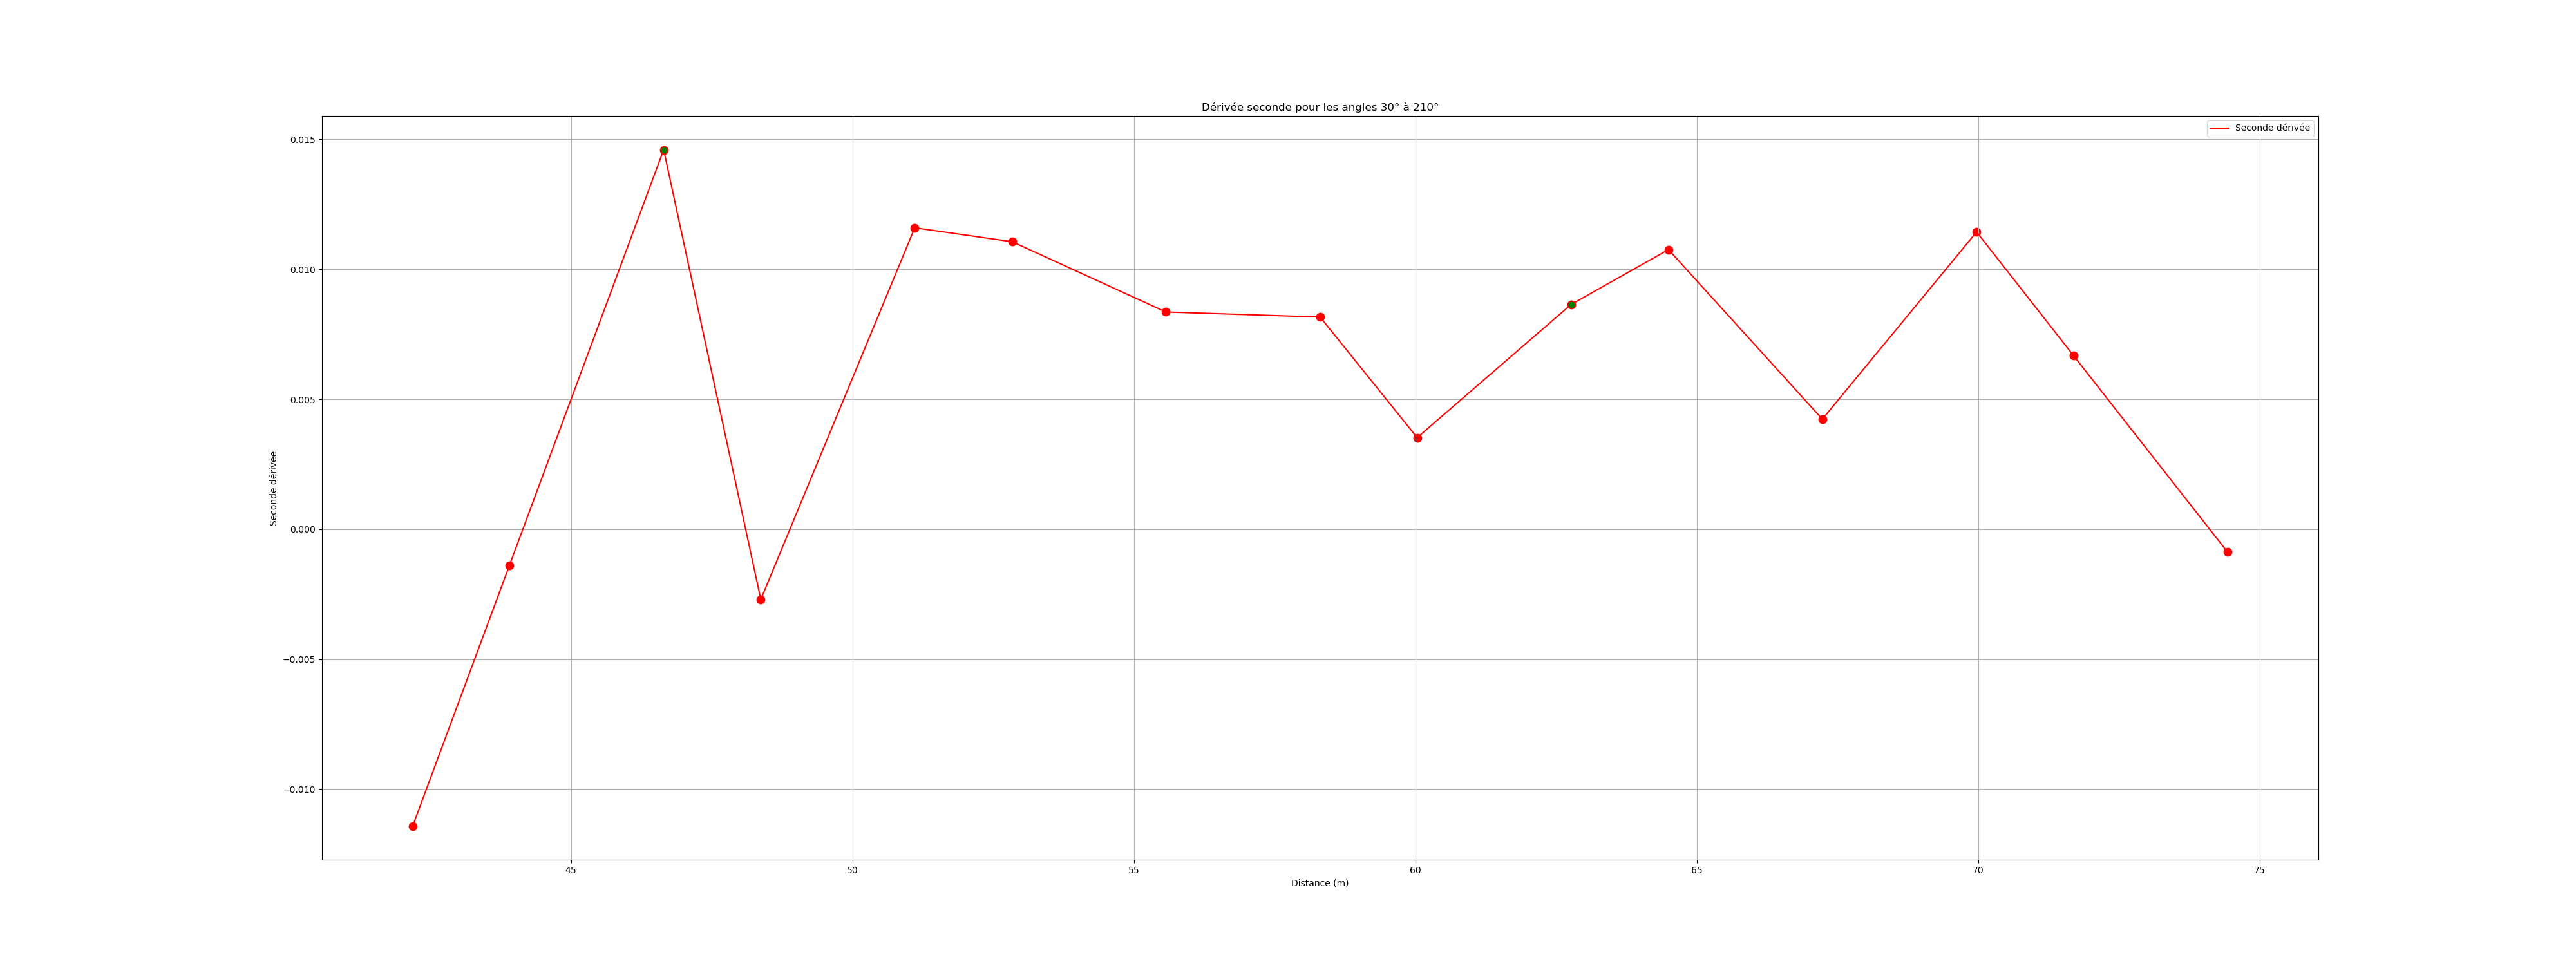 Dérivée seconde pour les angles 30° à 210°
Seconde dérivée
0.015
0.010
0.005
0.000
−0.005
−0.010
Seconde dérivée
45 50 55 60 65 70 75
Distance (m)